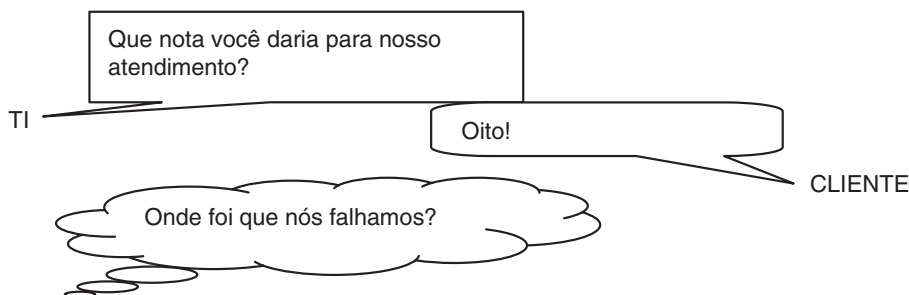 Que nota você daria para nosso
atendimento?
TI
Oito!
CLIENTE
Onde foi que nós falhamos?